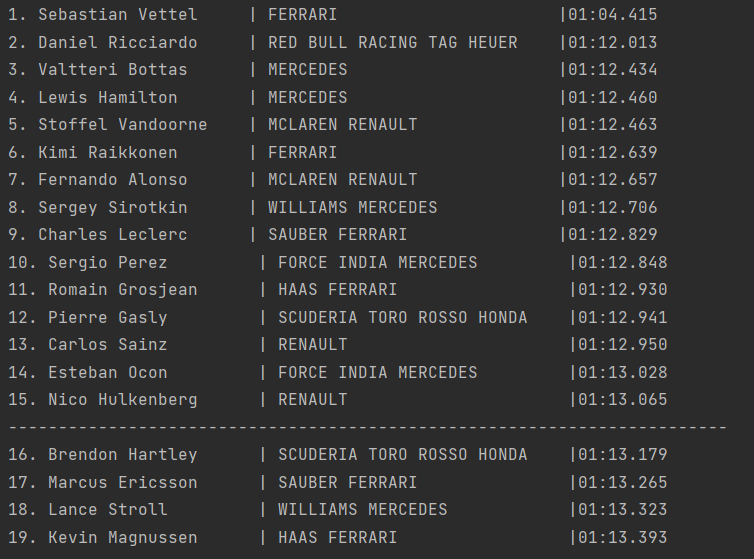 1. Sebastian Vettel     | FERRARI                      |01:04.415
2. Daniel Ricciardo     | RED BULL RACING TAG HEUER    |01:12.013
3. Valtteri Bottas      | MERCEDES                     |01:12.434
4. Lewis Hamilton       | MERCEDES                     |01:12.460
5. Stoffel Vandoorne    | MCLAREN RENAULT              |01:12.463
6. Kimi Raikkonen       | FERRARI                      |01:12.639
7. Fernando Alonso      | MCLAREN RENAULT              |01:12.657
8. Sergey Sirotkin      | WILLIAMS MERCEDES            |01:12.706
9. Charles Leclerc      | SAUBER FERRARI               |01:12.829
10. Sergio Perez         | FORCE INDIA MERCEDES         |01:12.848
11. Romain Grosjean      | HAAS FERRARI                 |01:12.930
12. Pierre Gasly         | SCUDERIA TORO ROSSO HONDA    |01:12.941
13. Carlos Sainz         | RENAULT                      |01:12.950
14. Esteban Ocon         | FORCE INDIA MERCEDES         |01:13.028
15. Nico Hulkenberg      | RENAULT                      |01:13.065
------------------------------------------------------------------------
16. Brendon Hartley      | SCUDERIA TORO ROSSO HONDA    |01:13.179
17. Marcus Ericsson      | SAUBER FERRARI               |01:13.265
18. Lance Stroll         | WILLIAMS MERCEDES            |01:13.323
19. Kevin Magnussen      | HAAS FERRARI                 |01:13.393